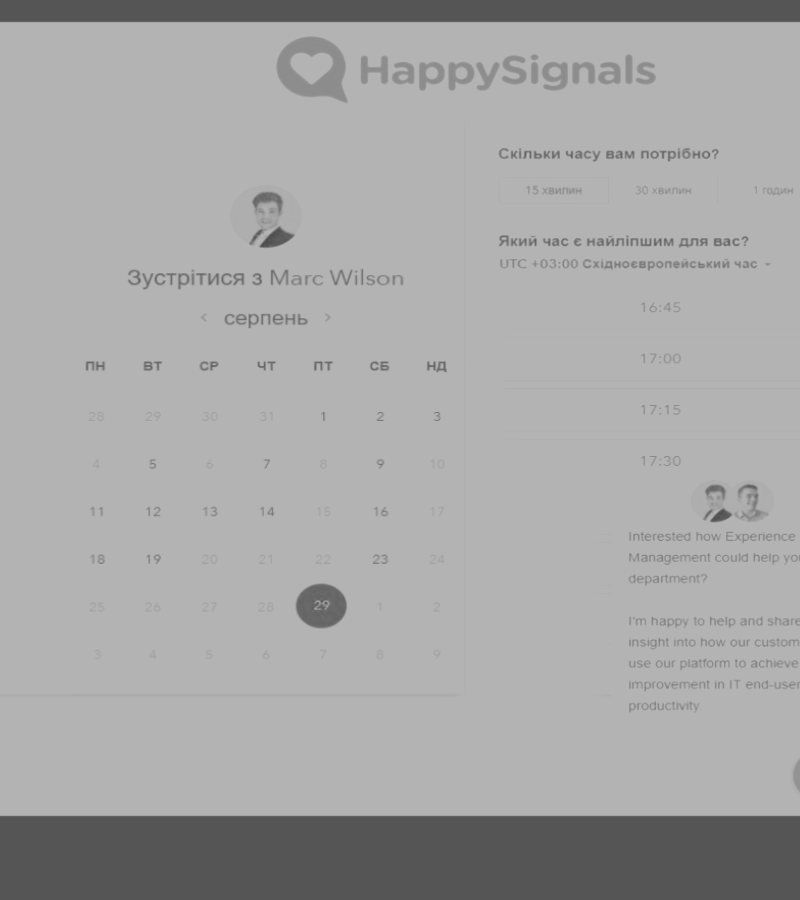 HappySignals
Зустрітися з Marc Wilson
‹ серпень ›
ПН ВТ СР ЧТ ПТ СБ НД
28 29 30 31 1 2 3
4 5 6 7 8 9 10
11 12 13 14 15 16 17
18 19 20 21 22 23 24
25 26 27 28 29 1 2
3 4 5 6 7 8 9
Скільки часу вам потрібно?
15 хвилин 30 хвилин 1 годин
Який час є найліпшим для вас?
UTC +03:00 Східноєвропейський час
16:45
17:00
17:15
17:30
Interested how Experience
Management could help you
department?
I'm happy to help and share
insight into how our custom
use our platform to achieve
improvement in IT end-user
productivity